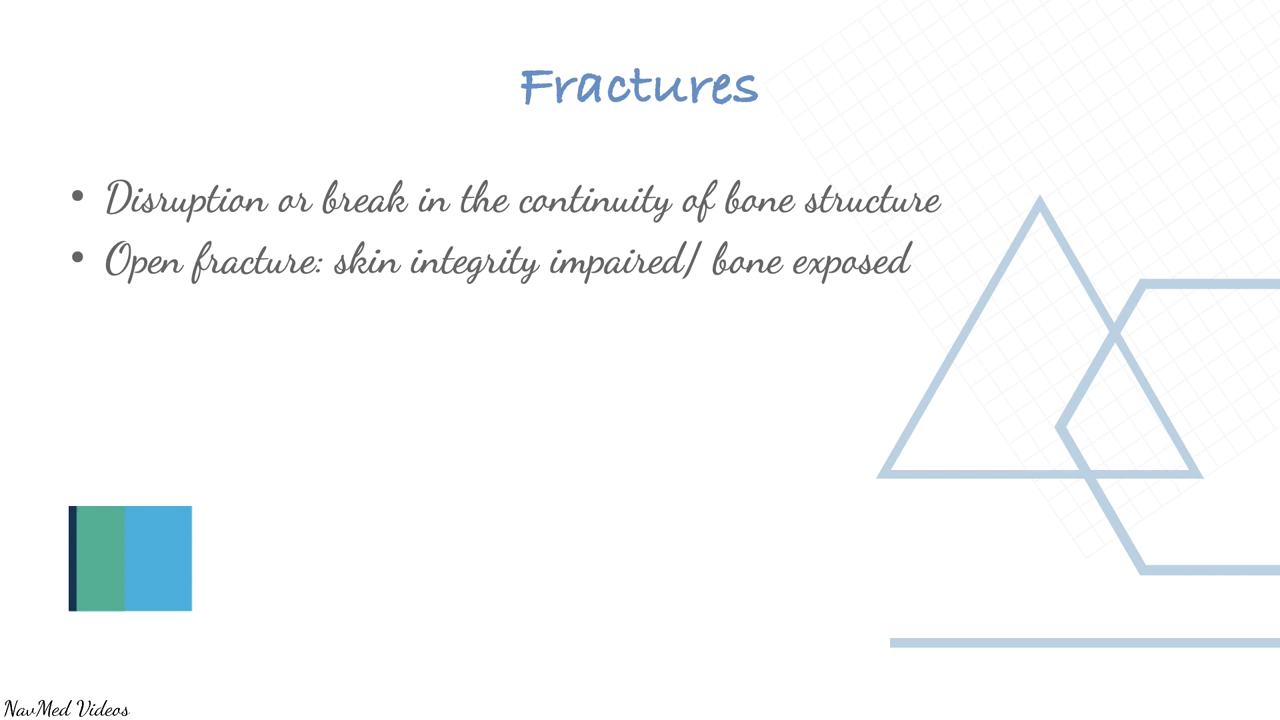 Fractures
• Disruption or break in the continuity of bone structure
• Open fracture: skin integrity impaired/ bone exposed
NavMed Videos